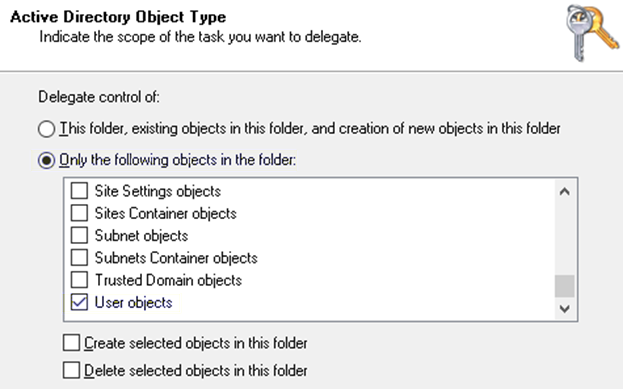 Active Directory Object Type
Indicate the scope of the task you want to delegate.
Delegate control of:
This folder, existing objects in this folder, and creation of new objects in this folder
Only the following objects in the folder:
Site Settings objects
Sites Container objects
Subnet objects
Subnets Container objects
Trusted Domain objects
User objects
Create selected objects in this folder
Delete selected objects in this folder